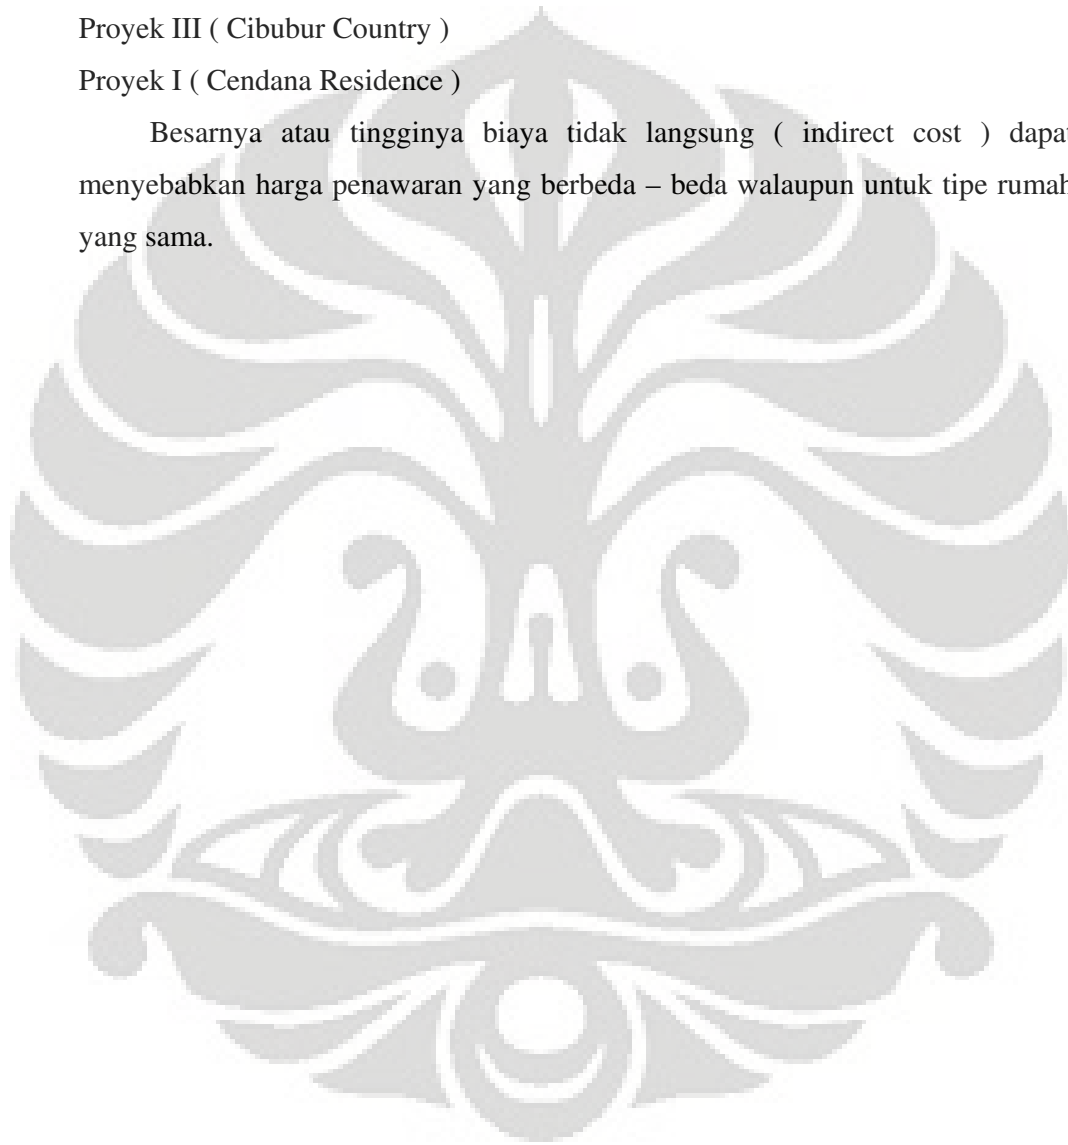 Proyek III ( Cibubur Country )
Proyek I ( Cendana Residence )
Besarnya atau tingginya biaya tidak langsung ( indirect cost ) dapat
menyebabkan harga penawaran yang berbeda – beda walaupun untuk tipe rumah
yang sama.